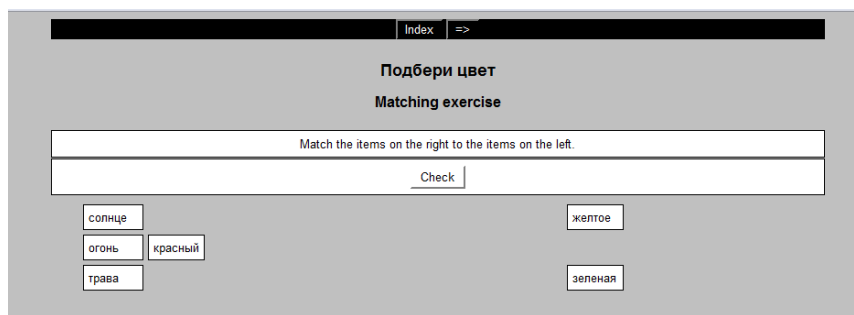 Index =>
Подбери цвет
Matching exercise
Match the items on the right to the items on the left.
Check
солнце желтое
огонь красный
трава зеленая